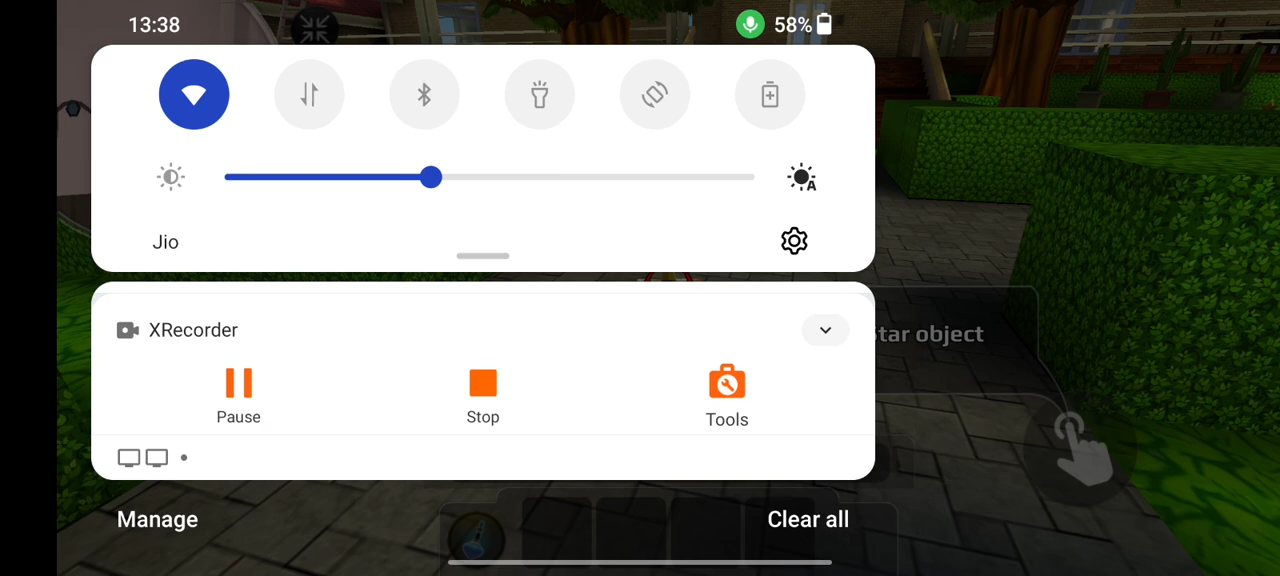 13:38
58%
Jio
XRecorder
Star object
Pause
Stop
Tools
Manage
Clear all